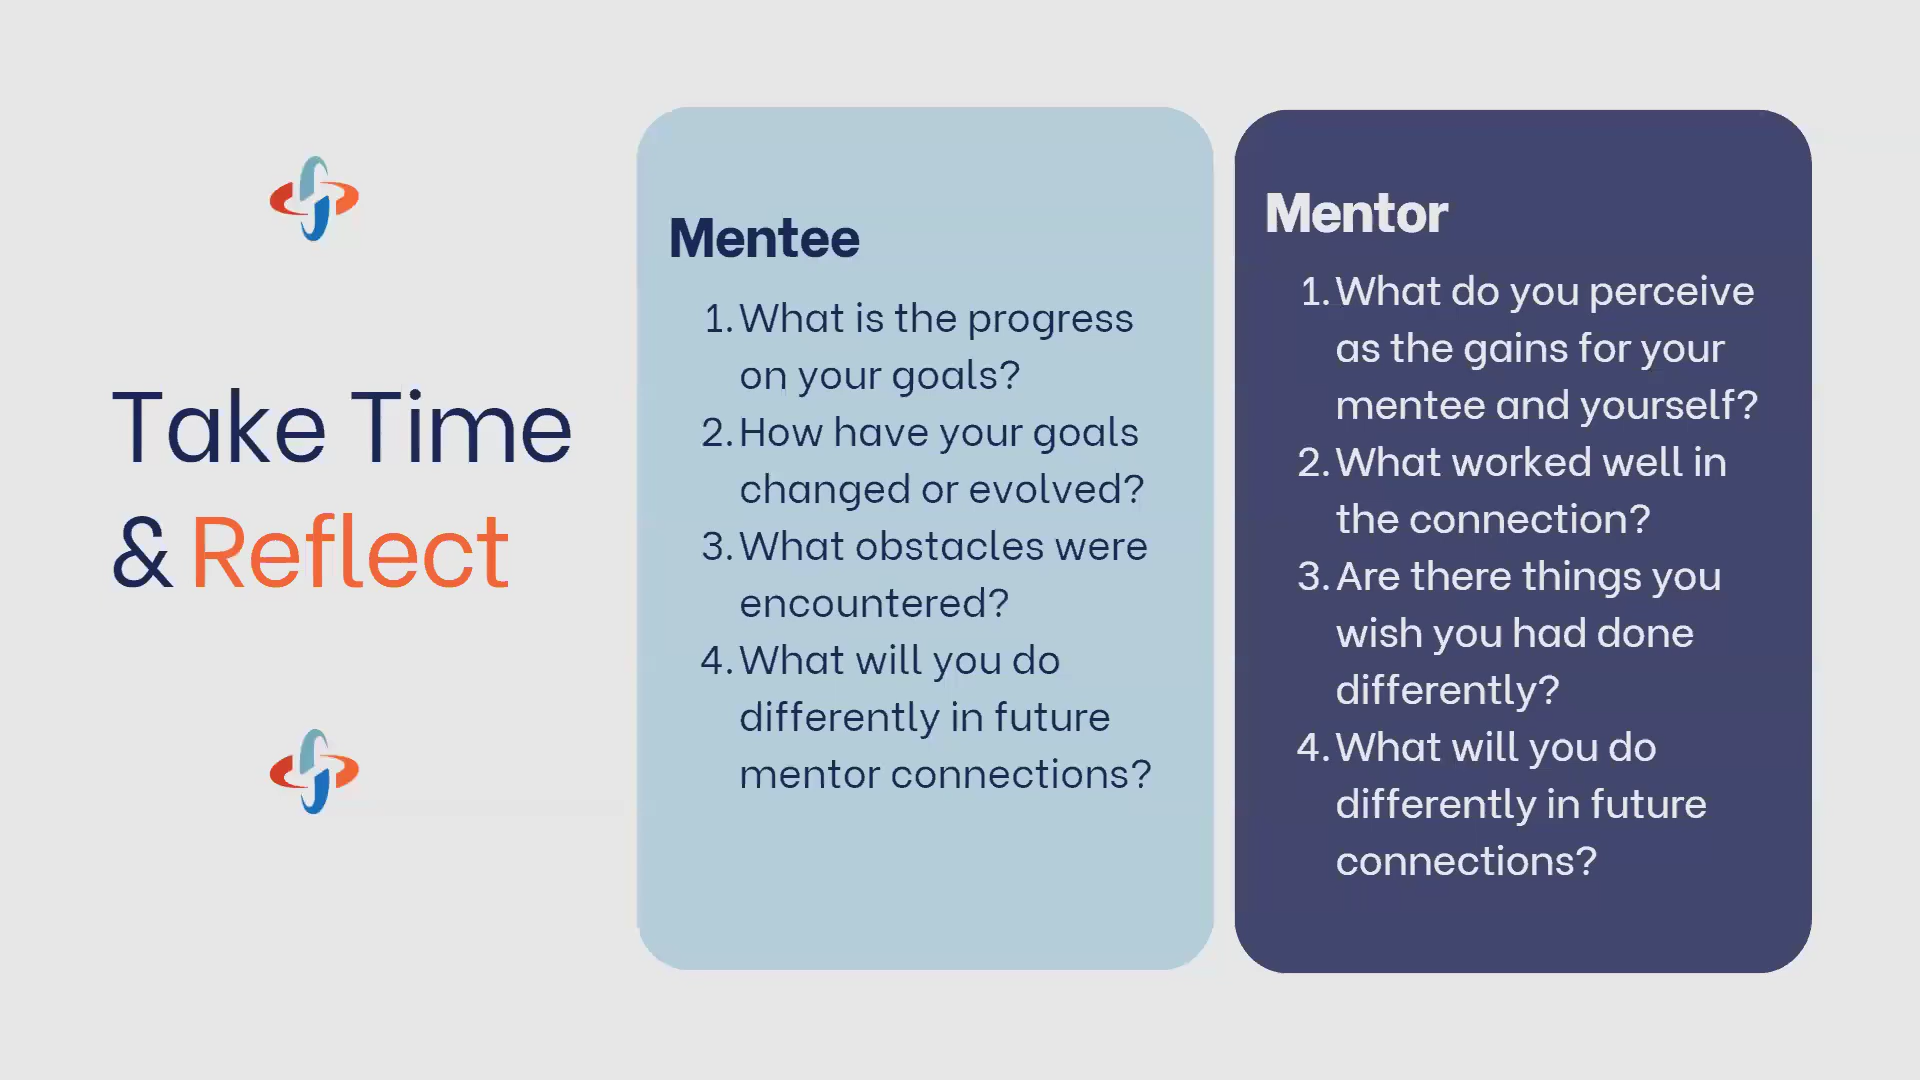 Take Time
& Reflect
Mentee
1. What is the progress
on your goals?
2. How have your goals
changed or evolved?
3. What obstacles were
encountered?
4. What will you do
differently in future
mentor connections?
Mentor
1. What do you perceive
as the gains for your
mentee and yourself?
2. What worked well in
the connection?
3. Are there things you
wish you had done
differently?
4. What will you do
differently in future
connections?